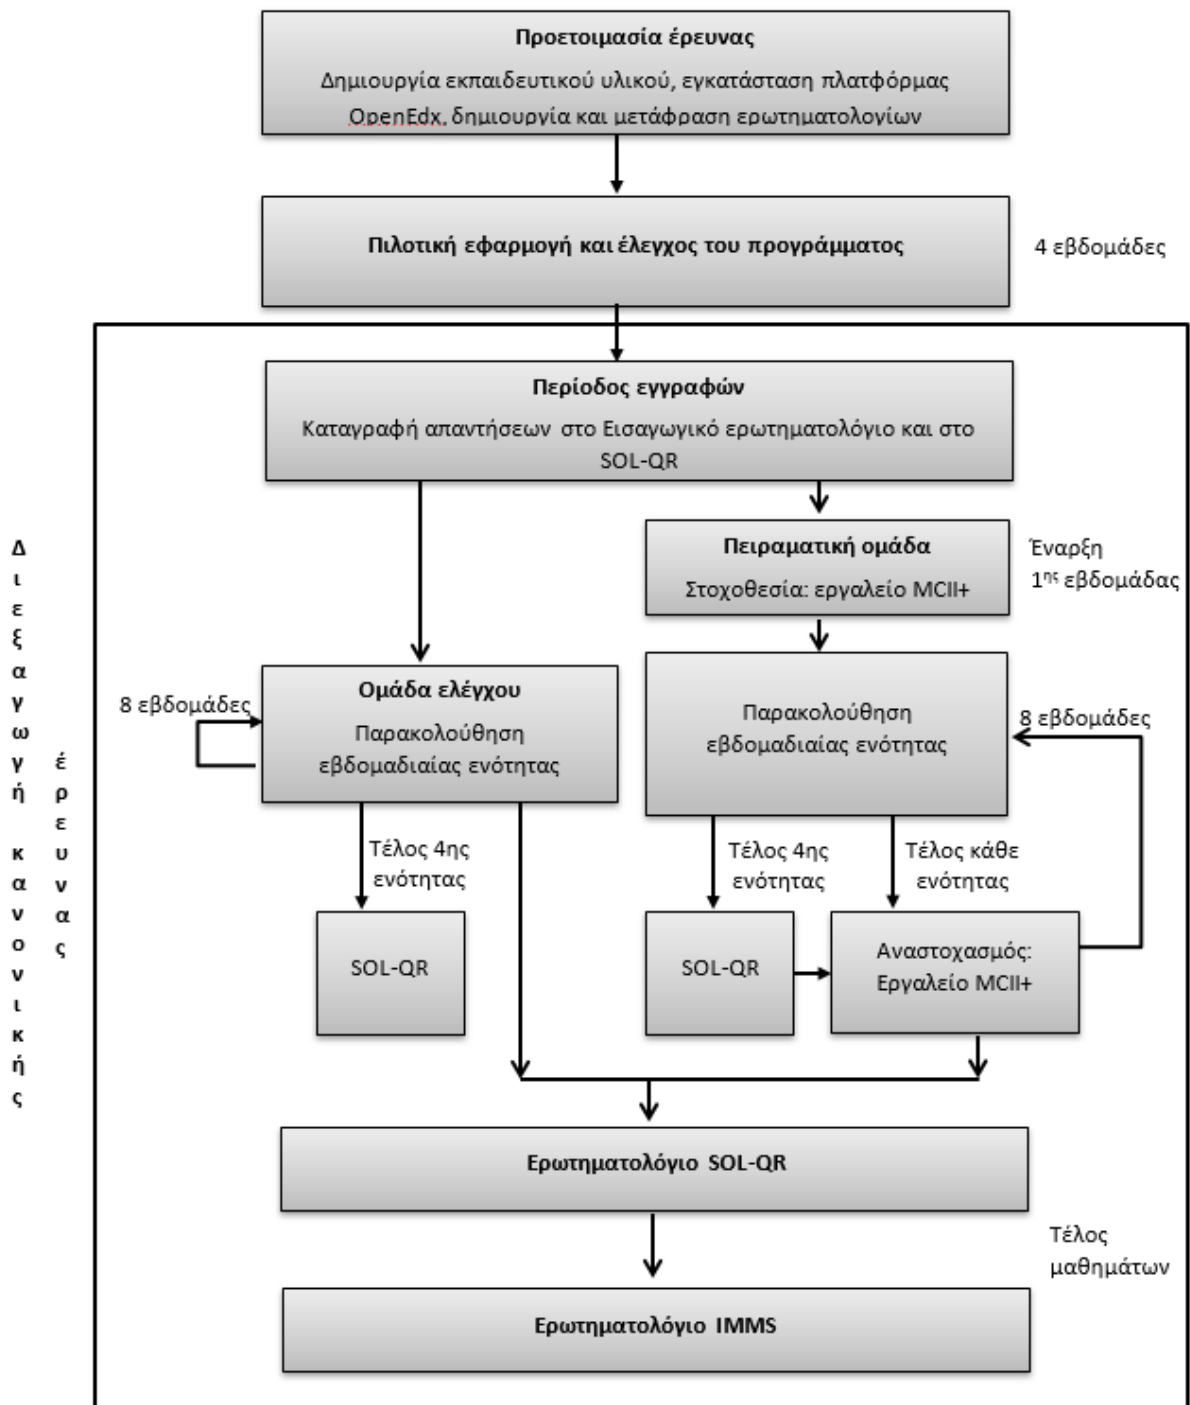 Προετοιμασία έρευνας
Δημιουργία εκπαιδευτικού υλικού, εγκατάσταση πλατφόρμας
OpenEdx, δημιουργία και μετάφραση ερωτηματολογίων
Πιλοτική εφαρμογή και έλεγχος του προγράμματος
4 εβδομάδες
Περίοδος εγγραφών
Καταγραφή απαντήσεων στο Εισαγωγικό ερωτηματολόγιο και στο
SOL-QR
Πειραματική ομάδα
Στοχοθεσία: εργαλείο MCII+
Έναρξη
1ης εβδομάδας
Διεξαγωγή κανονικής
έρευνας
Ομάδα ελέγχου
Παρακολούθηση
εβδομαδιαίας ενότητας
8 εβδομάδες
Παρακολούθηση
εβδομαδιαίας ενότητας
8 εβδομάδες
Τέλος 4ης
ενότητας
Τέλος 4ης
ενότητας
Τέλος κάθε
ενότητας
SOL-QR
SOL-QR
Αναστοχασμός:
Εργαλείο MCII+
Ερωτηματολόγιο SOL-QR
Τέλος
μαθημάτων
Ερωτηματολόγιο IMMS